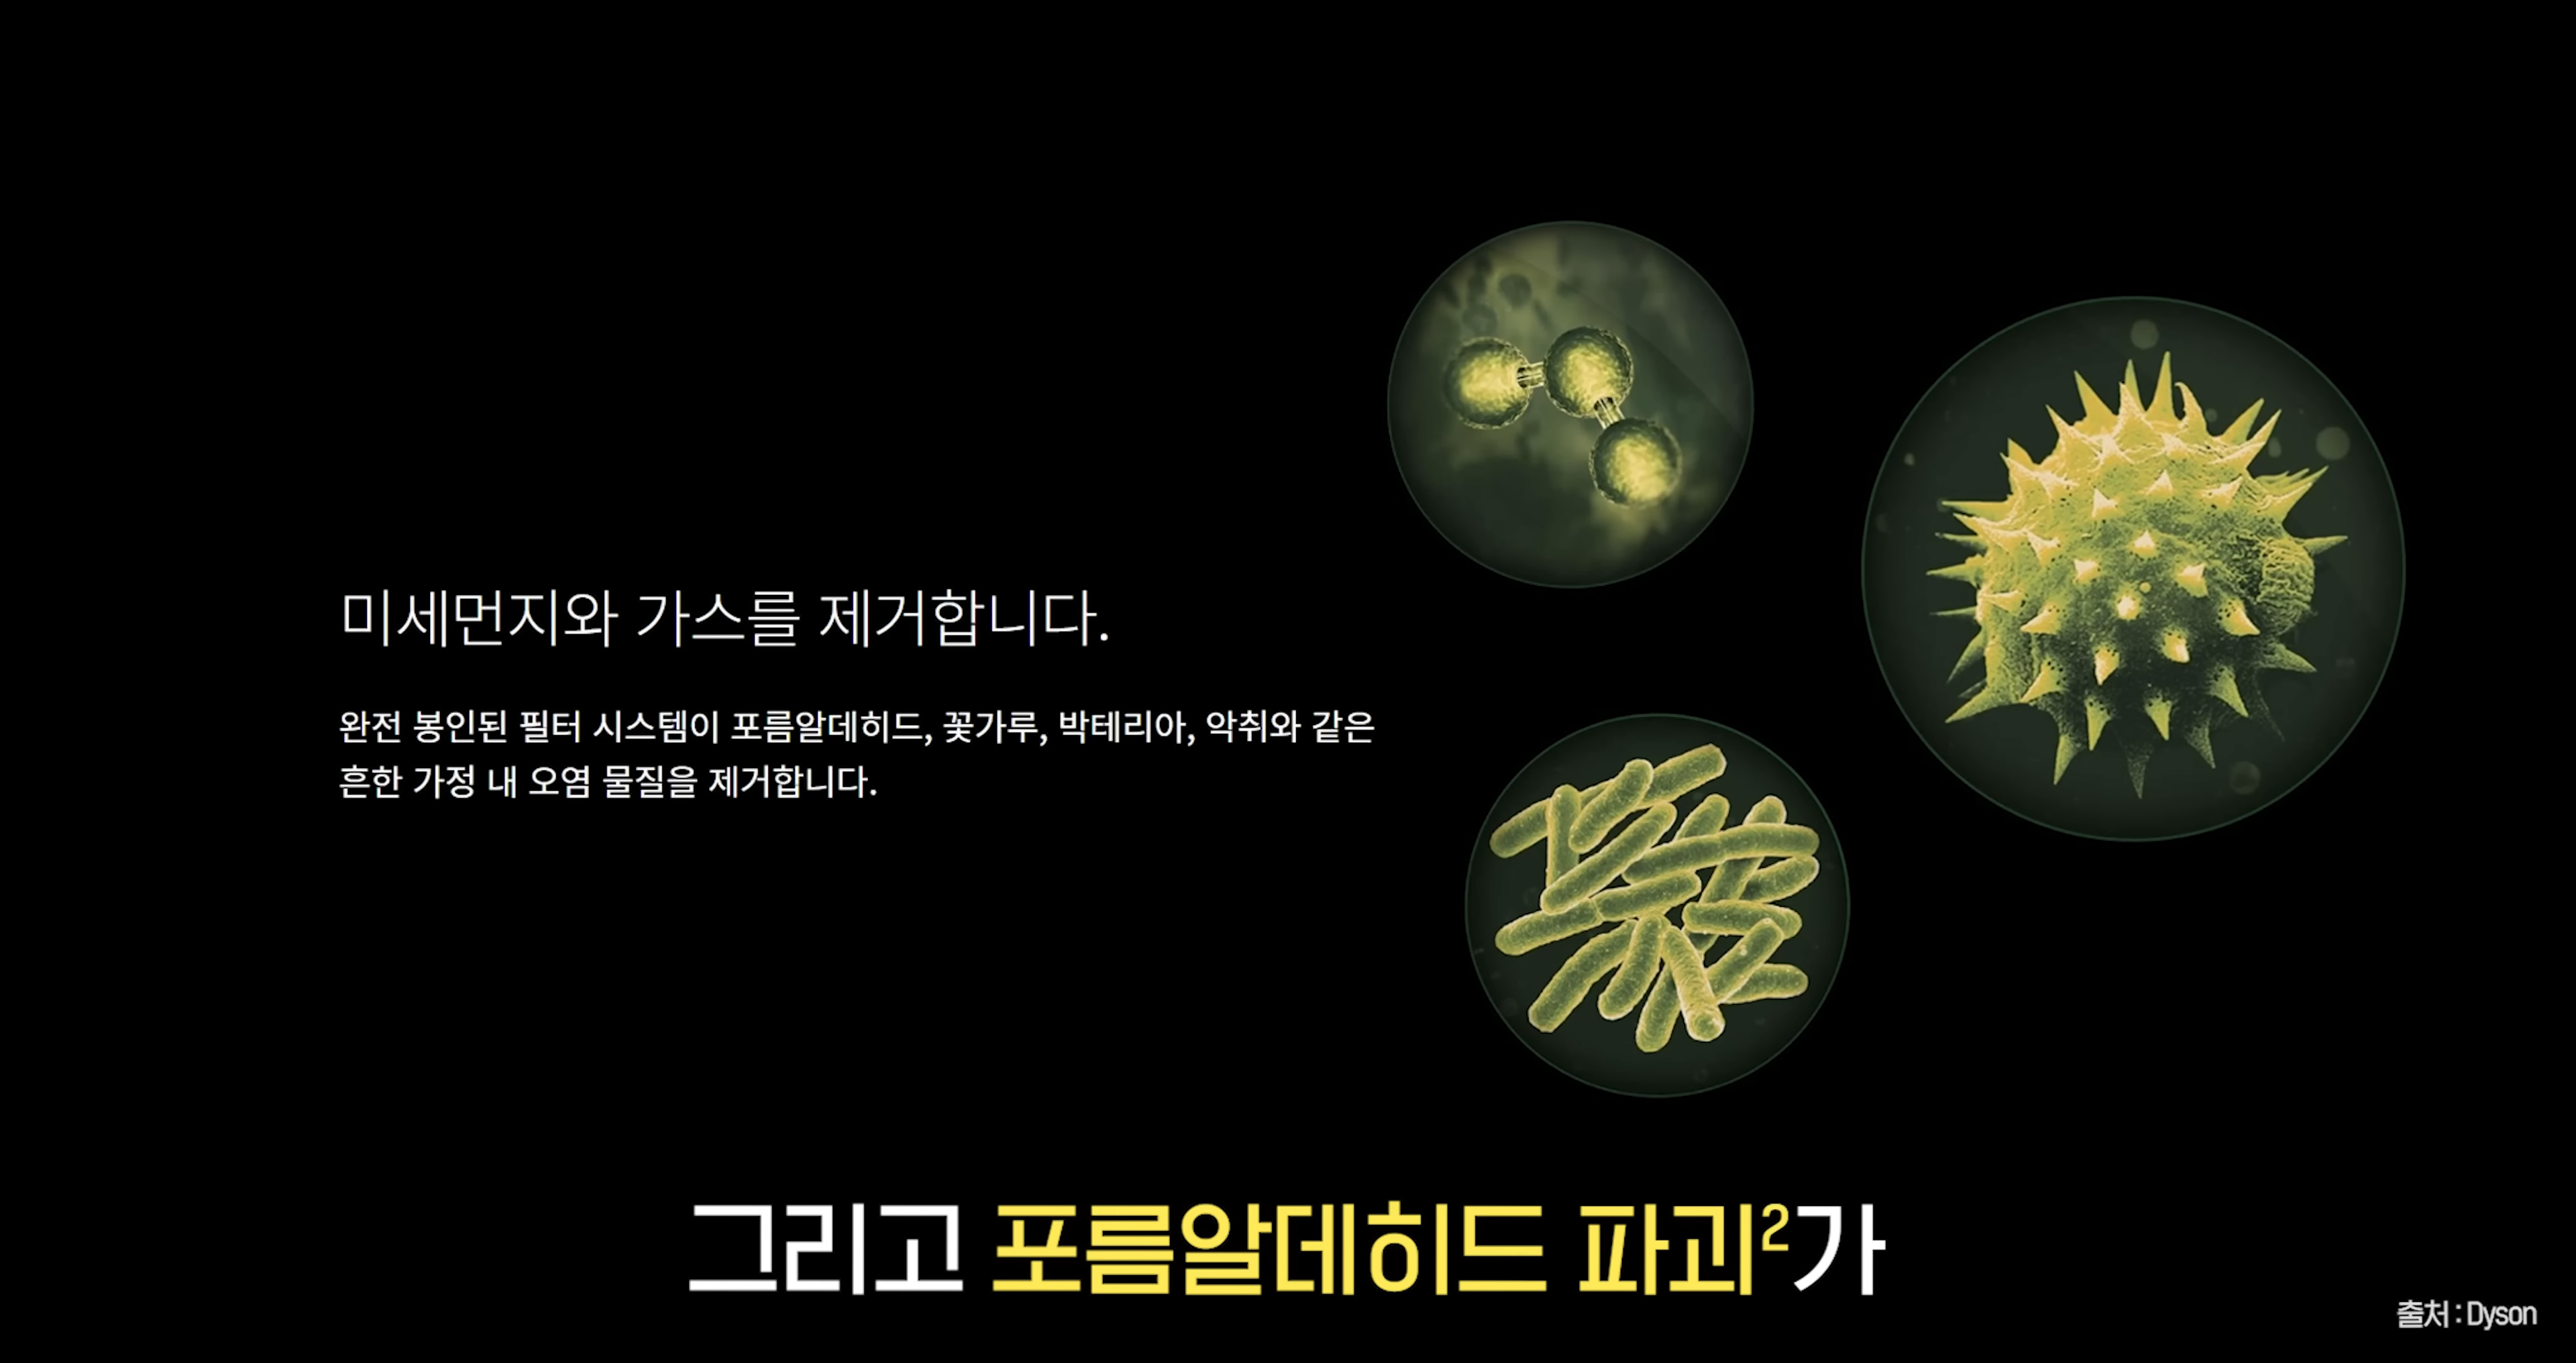 미세먼지와 가스를 제거합니다.
완전 봉인된 필터 시스템이 포름알데히드, 꽃가루, 박테리아, 악취와 같은
흔한 가정 내 오염 물질을 제거합니다.
그리고 포름알데히드 파괴²가
출처 : Dyson